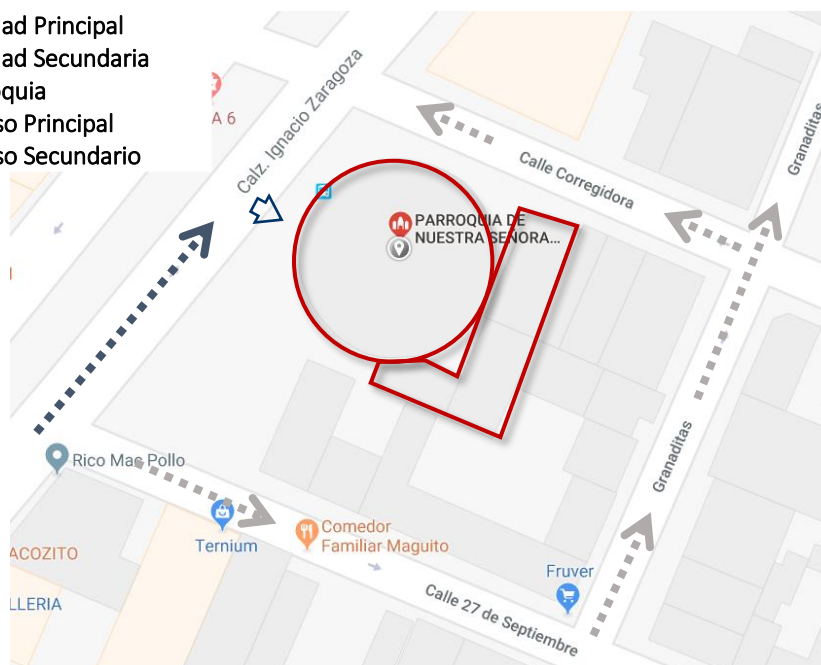 ad Principal
ad Secundaria
quia
so Principal
so Secundario
A 6
Calz. Ignacio Zaragoza
Calle Corregidora
Granaditas
PARROQUIA DE
NUESTRA SEÑORA...
Rico Mac Pollo
Granaditas
Ternium
Comedor
Familiar Maguito
ACOZITO
LLERIA
Fruver
Calle 27 de Septiembre